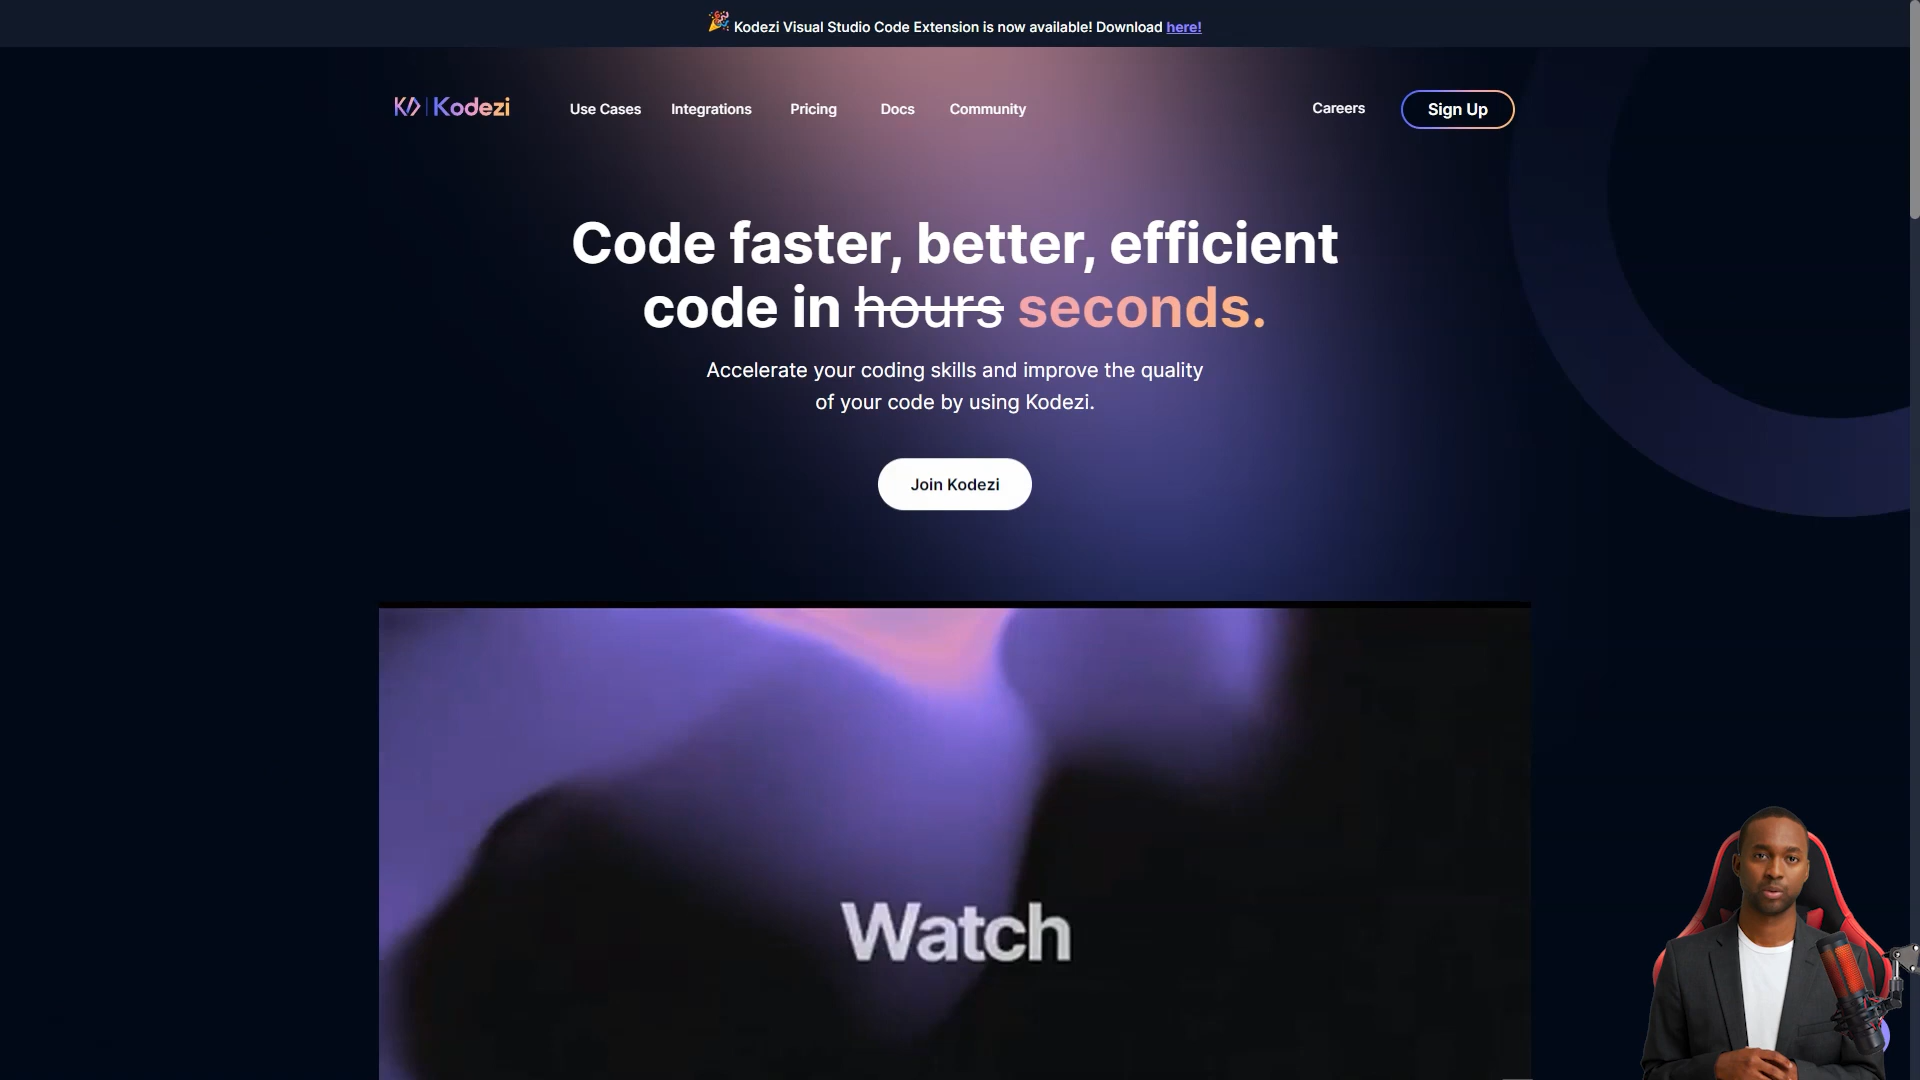 🎉 Kodezi Visual Studio Code Extension is now available! Download here!
K/> | Kodezi
Use Cases
Integrations
Pricing
Docs
Community
Careers
Sign Up
Code faster, better, efficient
code in hours seconds.
Accelerate your coding skills and improve the quality
of your code by using Kodezi.
Join Kodezi
Watch